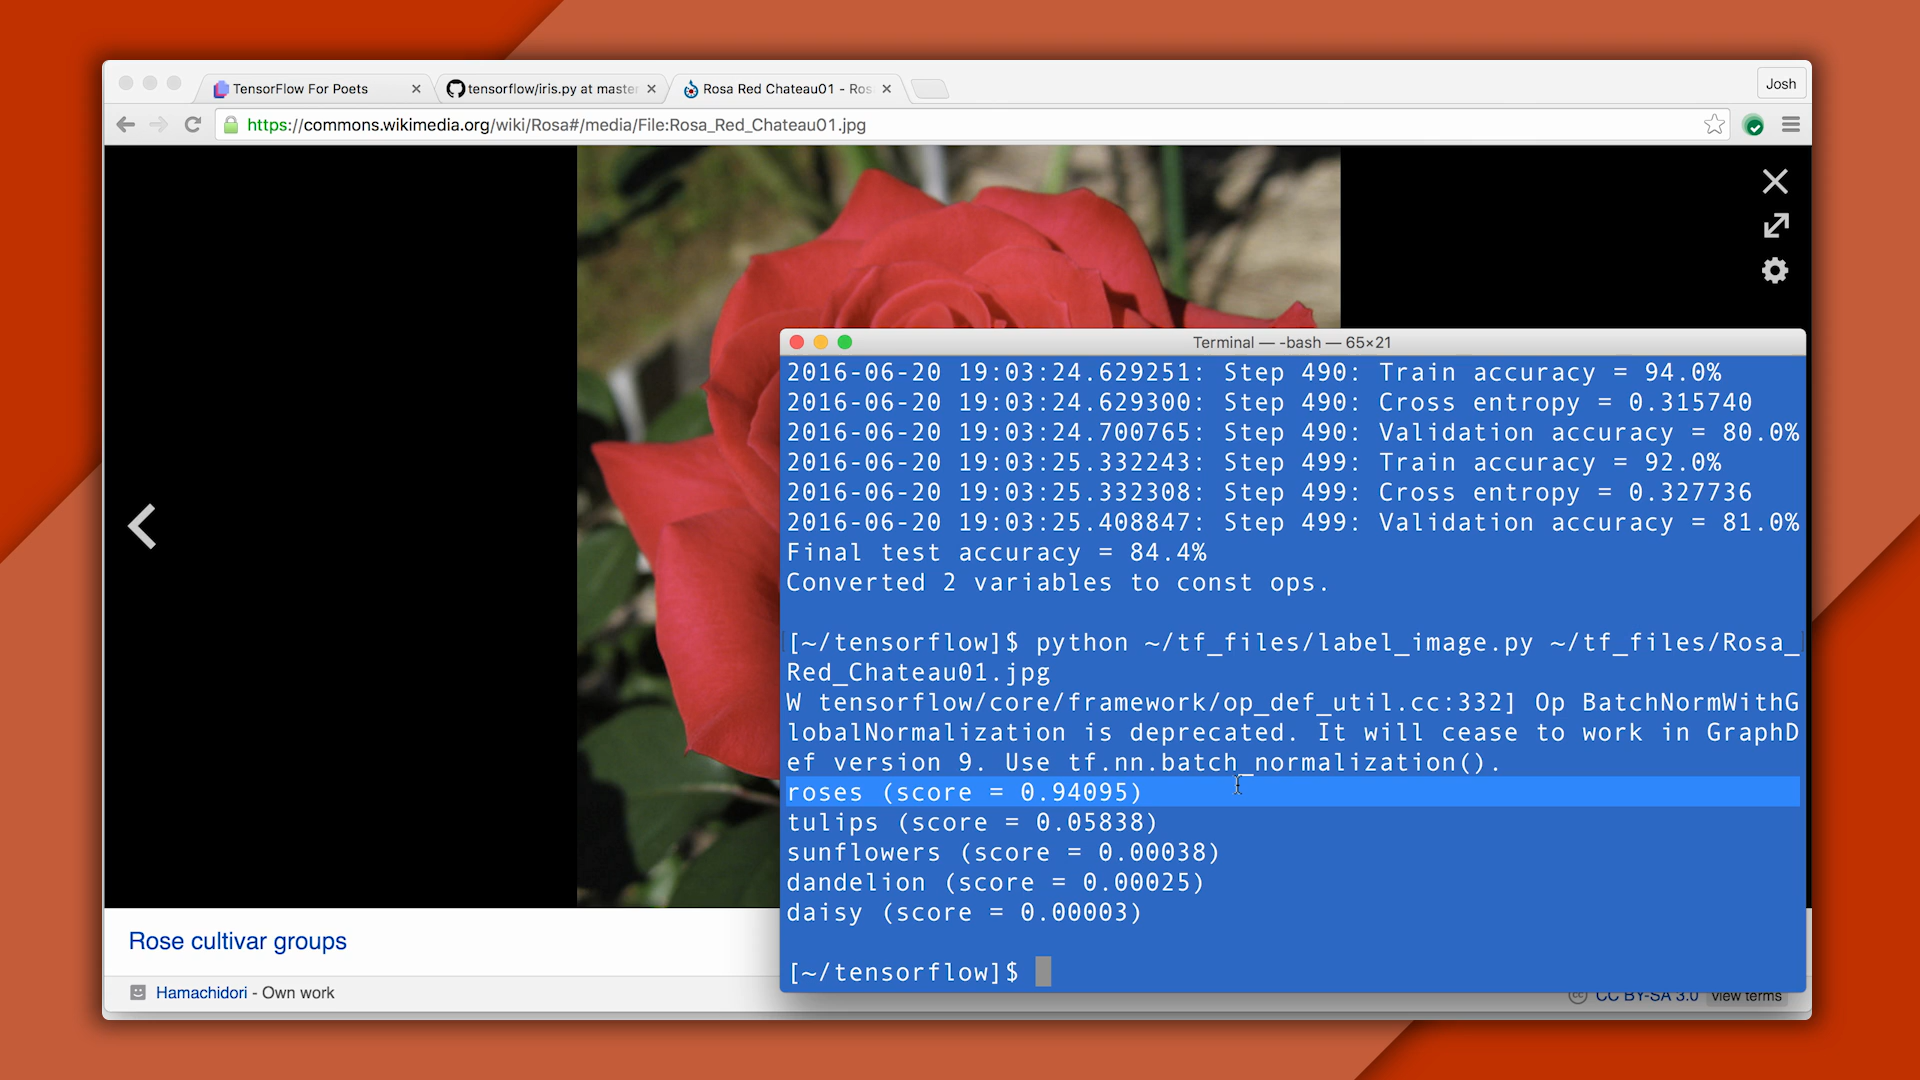 TensorFlow For Poets
tensorflow/iris.py at master
Rosa Red Chateau01 - Ros
Josh
https://commons.wikimedia.org/wiki/Rosa#/media/File:Rosa_Red_Chateau01.jpg
Terminal — -bash — 65×21
2016-06-20 19:03:24.629251: Step 490: Train accuracy = 94.0%
2016-06-20 19:03:24.629300: Step 490: Cross entropy = 0.315740
2016-06-20 19:03:24.700765: Step 490: Validation accuracy = 80.0%
2016-06-20 19:03:25.332243: Step 499: Train accuracy = 92.0%
2016-06-20 19:03:25.332308: Step 499: Cross entropy = 0.327736
2016-06-20 19:03:25.408847: Step 499: Validation accuracy = 81.0%
Final test accuracy = 84.4%
Converted 2 variables to const ops.
[~/tensorflow]$ python ~/tf_files/label_image.py ~/tf_files/Rosa_
Red_Chateau01.jpg
W tensorflow/core/framework/op_def_util.cc:332] Op BatchNormWithG
lobalNormalization is deprecated. It will cease to work in GraphD
ef version 9. Use tf.nn.batch_normalization().
roses (score = 0.94095)
tulips (score = 0.05838)
sunflowers (score = 0.00038)
dandelion (score = 0.00025)
daisy (score = 0.00003)
[~/tensorflow]$
Rose cultivar groups
Hamachidori - Own work
CC BY-SA 3.0 View terms